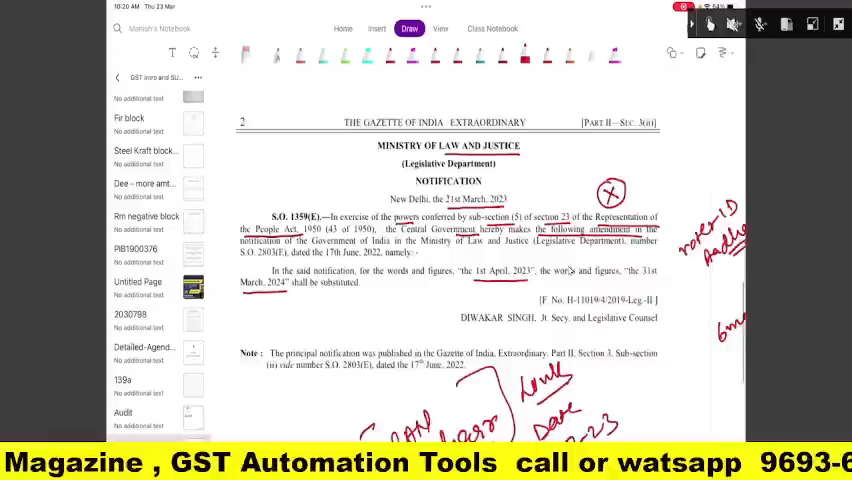 10:20 AM Thu 23 Mar
64%
Manish's Notebook
Home Insert Draw View Class Notebook
GST intro and SU...
No additional text
Fir block
No additional text
Steel Kraft block...
No additional text
Dee – more amt...
No additional text
Rm negative block
No additional text
PIB1900376
No additional text
Untitled Page
No additional text
2030798
No additional text
Detailed-Agend...
No additional text
139a
No additional text
Audit
No additional text
2 THE GAZETTE OF INDIA EXTRAORDINARY [PART II—SEC. 3(ii)]
MINISTRY OF LAW AND JUSTICE
(Legislative Department)
NOTIFICATION
New Delhi, the 21st March, 2023
S.O. 1359(E).—In exercise of the powers conferred by sub-section (5) of section 23 of the Representation of
the People Act, 1950 (43 of 1950), the Central Government hereby makes the following amendment in the
notification of the Government of India in the Ministry of Law and Justice (Legislative Department), number
S.O. 2803(E), dated the 17th June, 2022, namely: -
In the said notification, for the words and figures, "the 1st April, 2023", the words and figures, "the 31st
March, 2024" shall be substituted.
[F No. H-11019/4/2019-Leg.-II ]
DIWAKAR SINGH, Jt. Secy. and Legislative Counsel
Note : The principal notification was published in the Gazette of India, Extraordinary, Part II, Section 3, Sub-section
(ii) vide number S.O. 2803(E), dated the 17th June, 2022.
X
Voter ID
Link
Date
Magazine , GST Automation Tools call or watsapp 9693-6